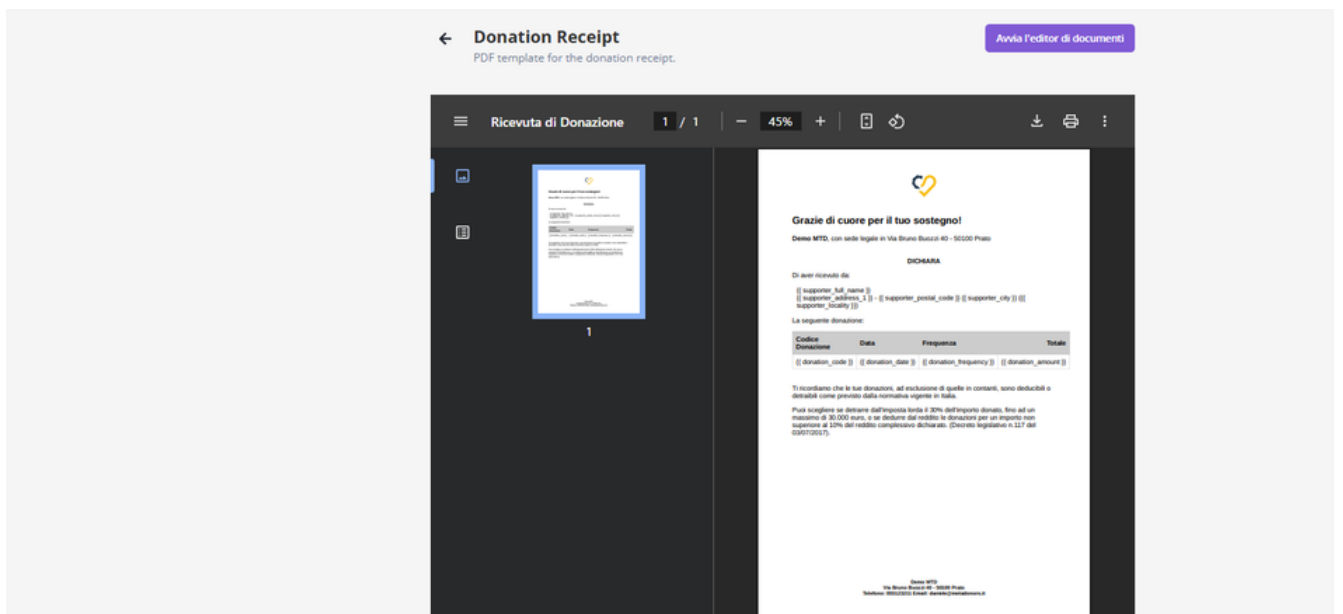 Donation Receipt
Avvia l'editor di documenti
PDF template for the donation receipt.
Ricevuta di Donazione
1 / 1
45%
1
Grazie di cuore per il tuo sostegno!
Demo MTD, con sede legale in Via Bruno Buozzi 40 - 50100 Prato
DICHIARA
Di aver ricevuto da:
{{ supporter_full_name }}
{{ supporter_address_1 }} - {{ supporter_postal_code }} {{ supporter_city }} ({{
supporter_locality }})
La seguente donazione:
Codice Donazione Data Frequenza Totale
{{ donation_code }} {{ donation_date }} {{ donation_frequency }} {{ donation_amount }}
Ti ricordiamo che le tue donazioni, ad esclusione di quelle in contanti, sono deducibili o
detraibili come previsto dalla normativa vigente in Italia.
Puoi scegliere se detrarre dall'imposta lorda il 30% dell'importo donato, fino ad un
massimo di 30.000 euro, o se dedurre dal reddito le donazioni per un importo non
superiore al 10% del reddito complessivo dichiarato. (Decreto legislativo n.117 del
03/07/2017).
Demo MTD
Via Bruno Buozzi 40 - 50100 Prato
Telefono: Email: